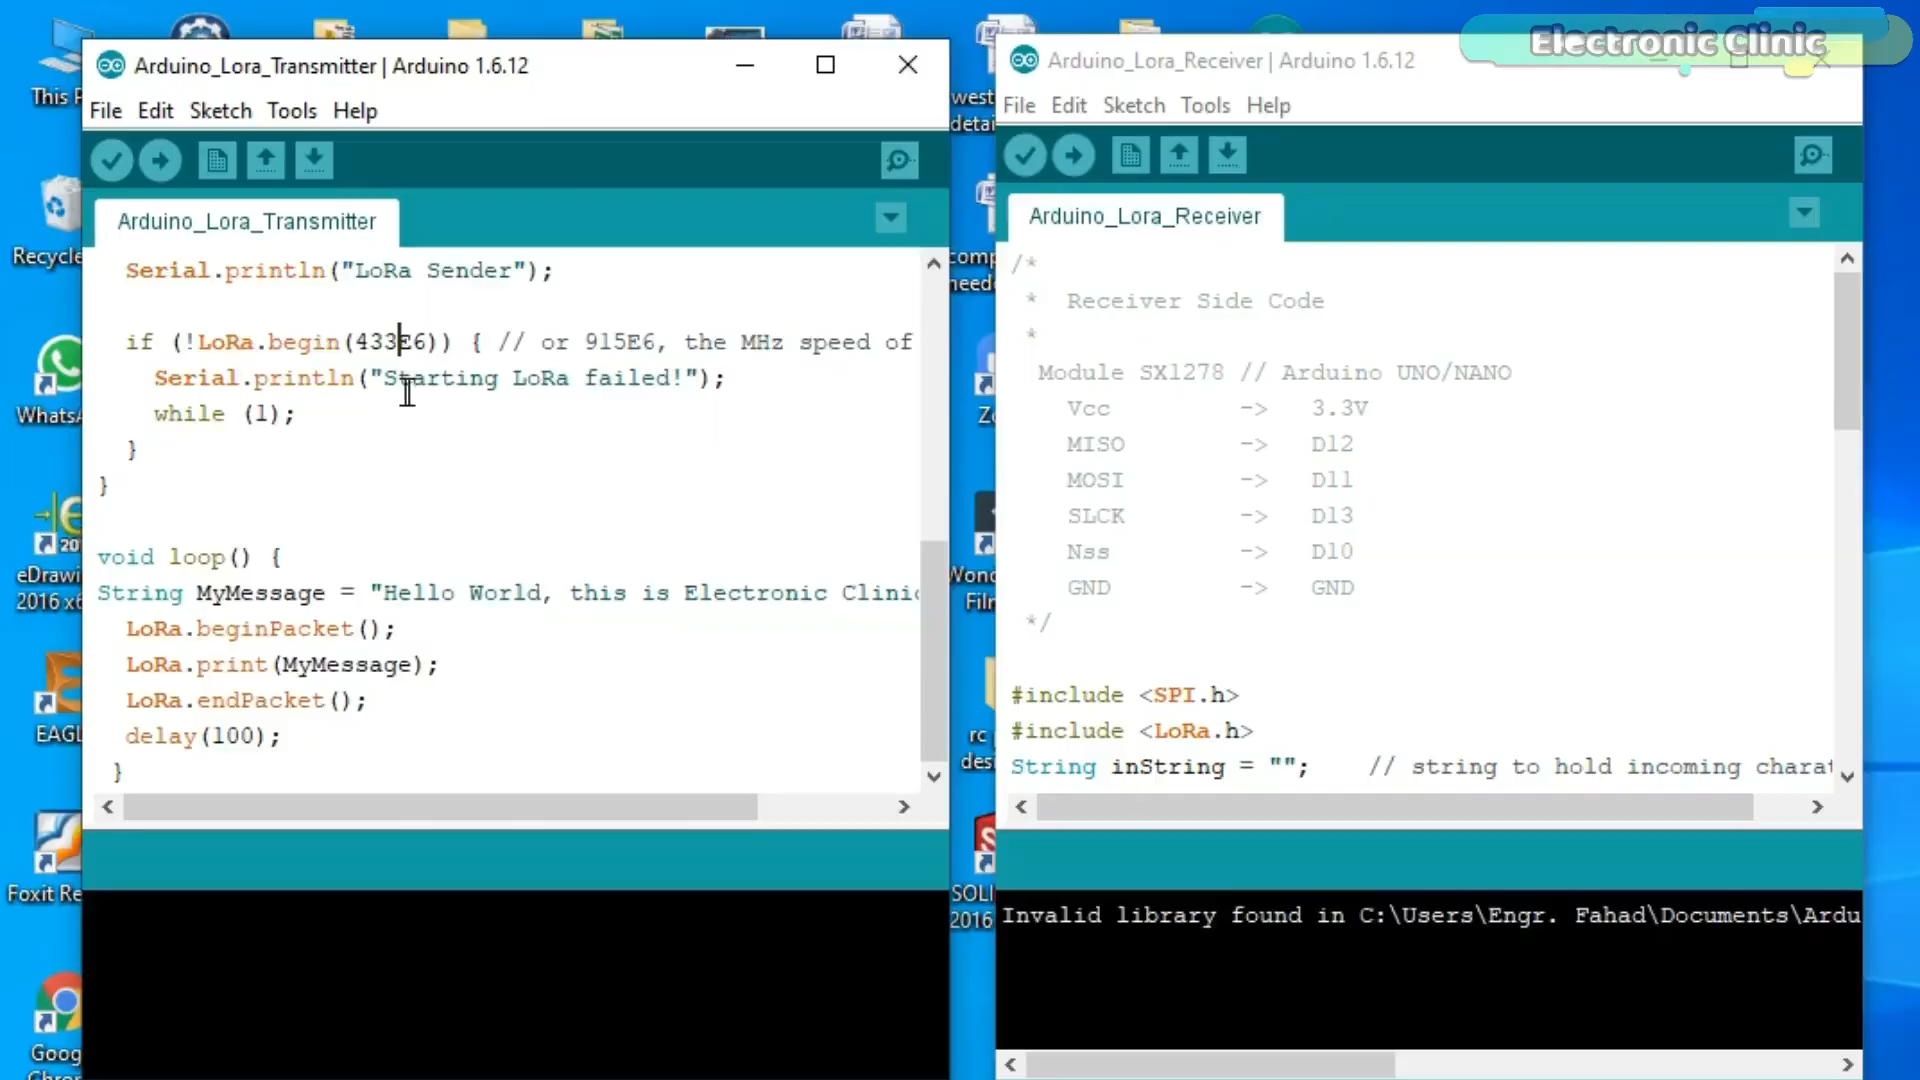 Electronic Clinic
This P
Recycle
WhatsA
eDrawi
2016 x6
EAGL
Foxit Re
Goog
Chro
Arduino_Lora_Transmitter | Arduino 1.6.12
File Edit Sketch Tools Help
Arduino_Lora_Transmitter
Serial.println("LoRa Sender");
if (!LoRa.begin(433E6)) { // or 915E6, the MHz speed of
Serial.println("Starting LoRa failed!");
while (1);
}
}
void loop() {
String MyMessage = "Hello World, this is Electronic Clinic
LoRa.beginPacket();
LoRa.print(MyMessage);
LoRa.endPacket();
delay(100);
}
west
detai
comp
need
Zo
Wond
Film
rc p
desi
SOLI
2016
Arduino_Lora_Receiver | Arduino 1.6.12
File Edit Sketch Tools Help
Arduino_Lora_Receiver
/*
* Receiver Side Code
*
Module SX1278 // Arduino UNO/NANO
Vcc -> 3.3V
MISO -> D12
MOSI -> D11
SLCK -> D13
Nss -> D10
GND -> GND
*/
#include <SPI.h>
#include <LoRa.h>
String inString = ""; // string to hold incoming charat
Invalid library found in C:\Users\Engr. Fahad\Documents\Ardu